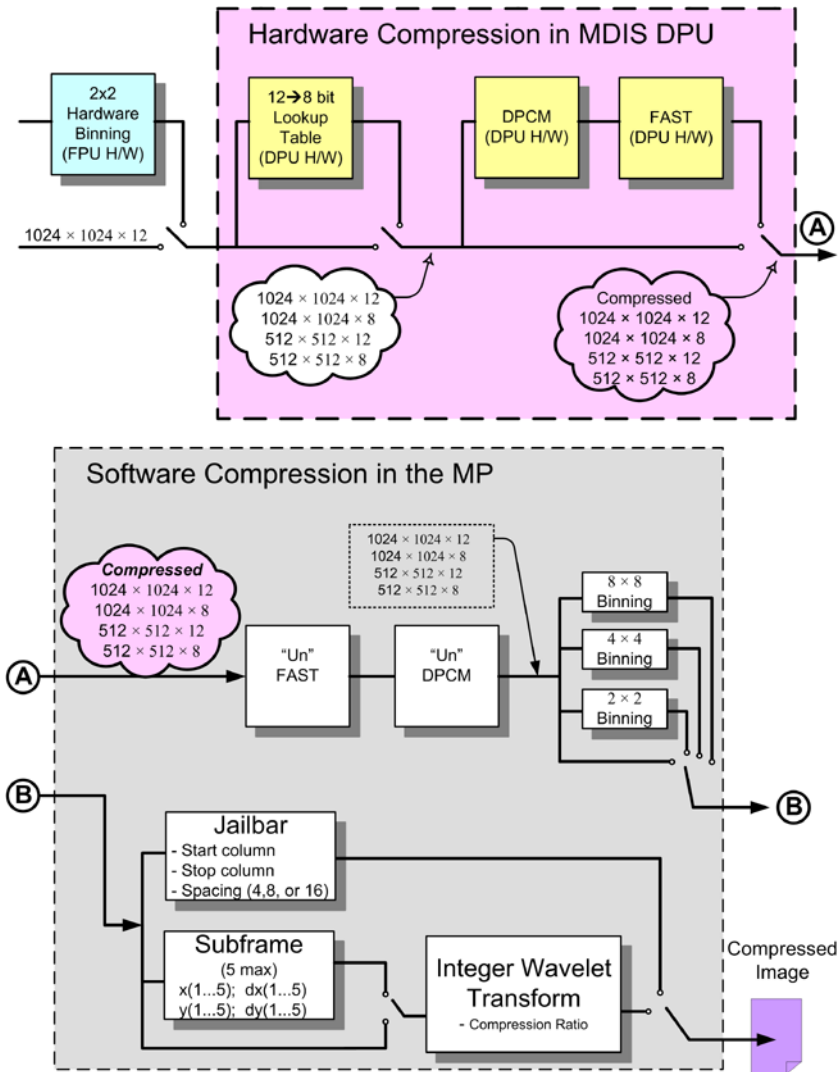 Hardware Compression in MDIS DPU
2x2
Hardware
Binning
(FPU H/W)
12➔8 bit
Lookup
Table
(DPU H/W)
DPCM
(DPU H/W)
FAST
(DPU H/W)
1024 × 1024 × 12
A
1024 × 1024 × 12
1024 × 1024 × 8
512 × 512 × 12
512 × 512 × 8
Compressed
1024 × 1024 × 12
1024 × 1024 × 8
512 × 512 × 12
512 × 512 × 8
Software Compression in the MP
Compressed
1024 × 1024 × 12
1024 × 1024 × 8
512 × 512 × 12
512 × 512 × 8
1024 × 1024 × 12
1024 × 1024 × 8
512 × 512 × 12
512 × 512 × 8
8 × 8
Binning
4 × 4
Binning
2 × 2
Binning
A
"Un"
FAST
"Un"
DPCM
B
B
Jailbar
- Start column
- Stop column
- Spacing (4,8, or 16)
Subframe
(5 max)
x(1...5); dx(1...5)
y(1...5); dy(1...5)
Integer Wavelet
Transform
- Compression Ratio
Compressed
Image